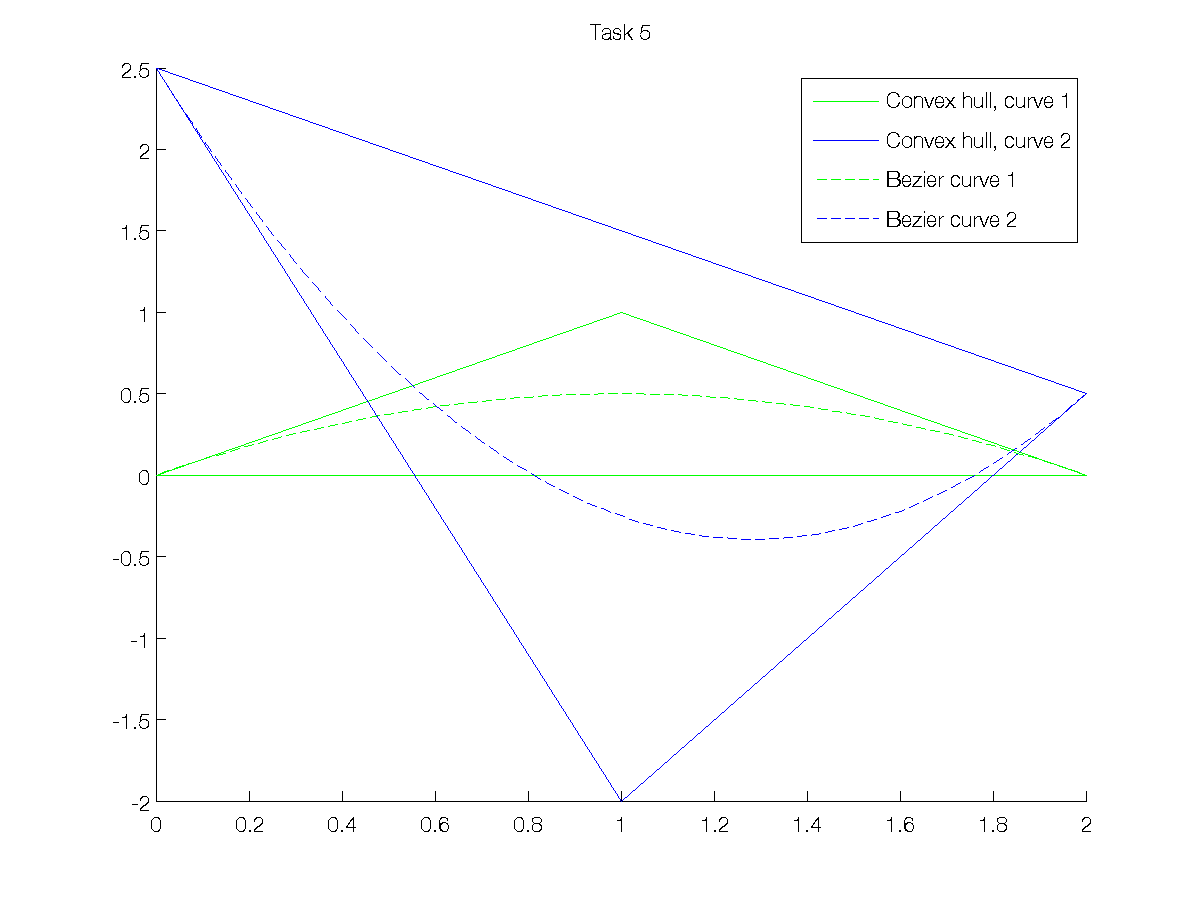 Task 5
Convex hull, curve 1
Convex hull, curve 2
Bezier curve 1
Bezier curve 2
2.5
2
1.5
1
0.5
0
-0.5
-1
-1.5
-2
0 0.2 0.4 0.6 0.8 1 1.2 1.4 1.6 1.8 2